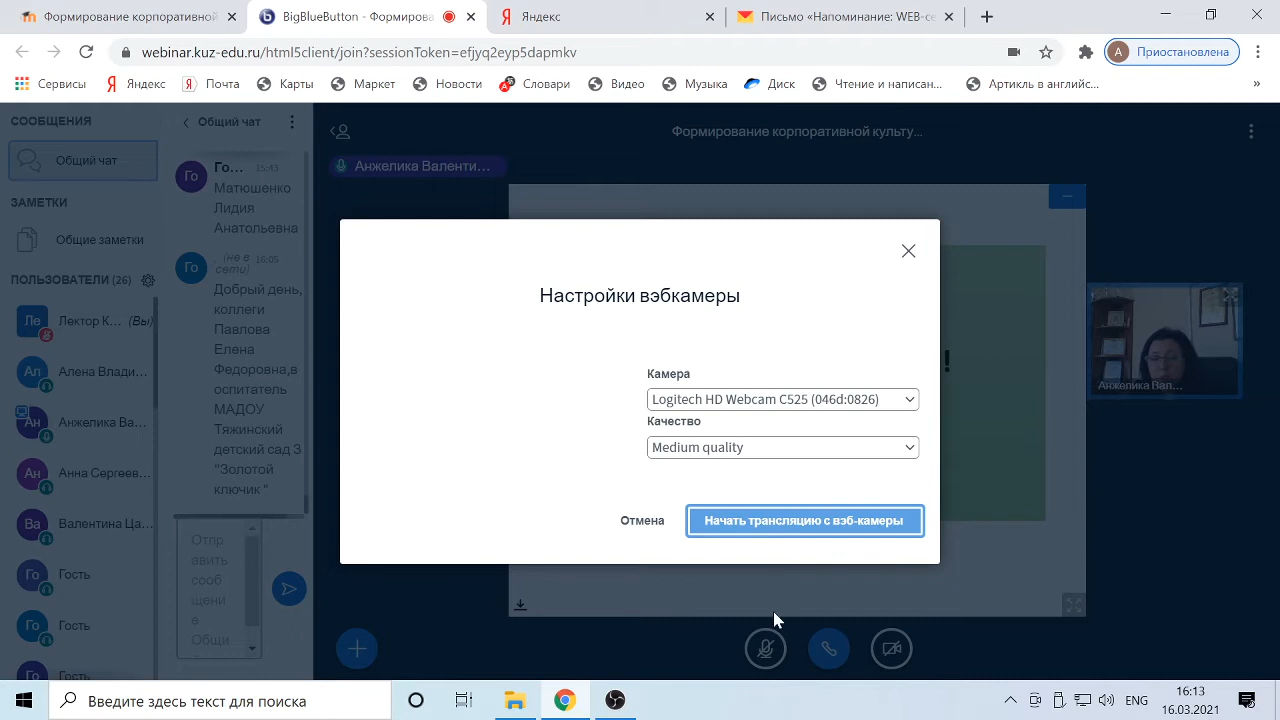 Формирование корпоративной
BigBlueButton - Формирова
Яндекс
Письмо «Напоминание: WEB-се
webinar.kuz-edu.ru/html5client/join?sessionToken=efjyq2eyp5dapmkv
А
Приостановлена
Сервисы
Яндекс
Почта
Карты
Маркет
Новости
Словари
Видео
Музыка
Диск
Чтение и написан...
Артикль в английс...
»
СООБЩЕНИЯ
Общий чат
ЗАМЕТКИ
Общие заметки
ПОЛЬЗОВАТЕЛИ (26)
Ле
Лектор К... (Вы)
Ал
Алена Влади...
Ан
Анжелика Ва...
Ан
Анна Сергеев...
Ва
Валентина Ца...
Го
Гость
Го
Гость
Го
Гость
Общий чат
Го
Го... 15:43
Матюшенко
Лидия
Анатольевна
Го
. (не в
сети) 16:05
Добрый день,
коллеги
Павлова
Елена
Федоровна,в
оспитатель
МАДОУ
Тяжинский
детский сад 3
"Золотой
ключик "
Отпр
авить
сооб
щени
е
Общи
Формирование корпоративной культу...
Анжелика Валенти...
!
Анжелика Вал...
Настройки вэбкамеры
Камера
Logitech HD Webcam C525 (046d:0826)
Качество
Medium quality
Отмена
Начать трансляцию с вэб-камеры
Введите здесь текст для поиска
ENG
16:13
16.03.2021